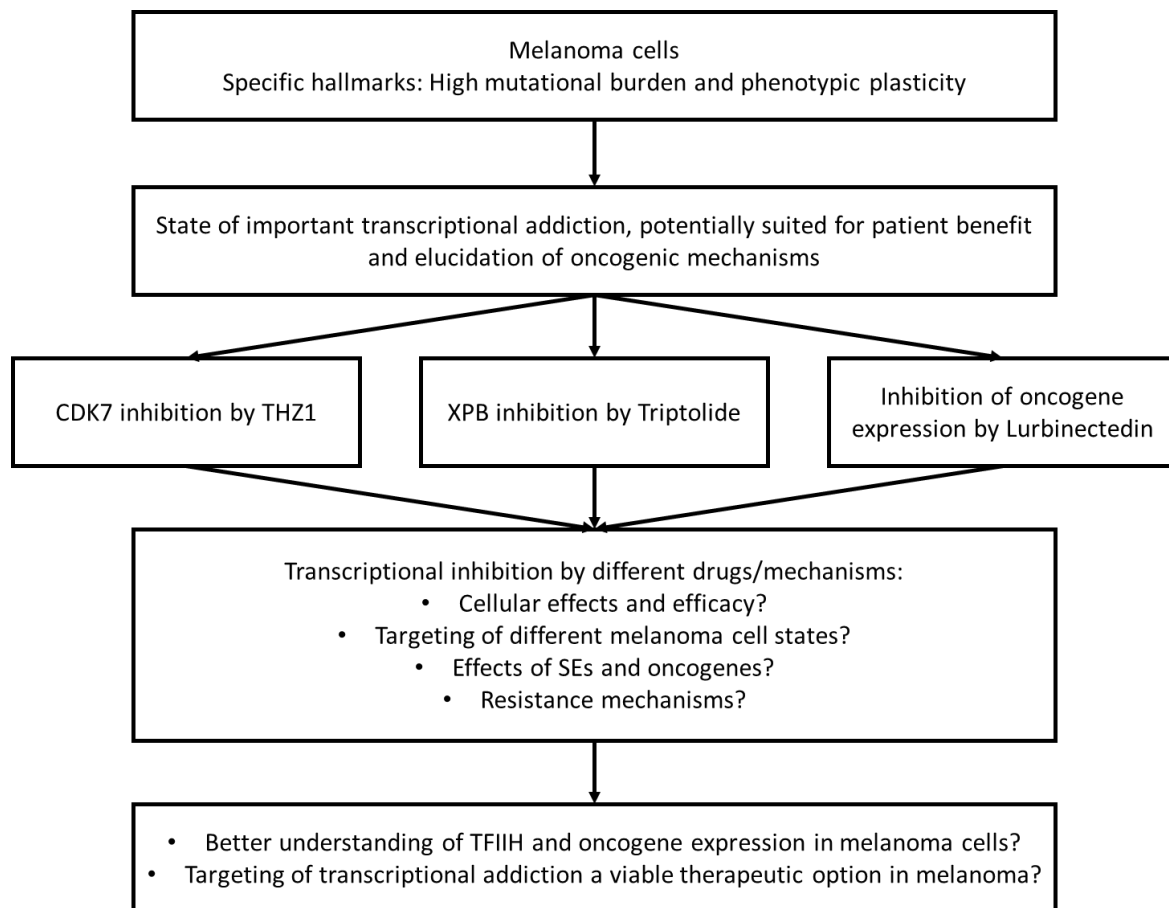 Melanoma cells
Specific hallmarks: High mutational burden and phenotypic plasticity
State of important transcriptional addiction, potentially suited for patient benefit
and elucidation of oncogenic mechanisms
CDK7 inhibition by THZ1
XPB inhibition by Triptolide
Inhibition of oncogene
expression by Lurbinectedin
Transcriptional inhibition by different drugs/mechanisms:
• Cellular effects and efficacy?
• Targeting of different melanoma cell states?
• Effects of SEs and oncogenes?
• Resistance mechanisms?
• Better understanding of TFIIH and oncogene expression in melanoma cells?
• Targeting of transcriptional addiction a viable therapeutic option in melanoma?